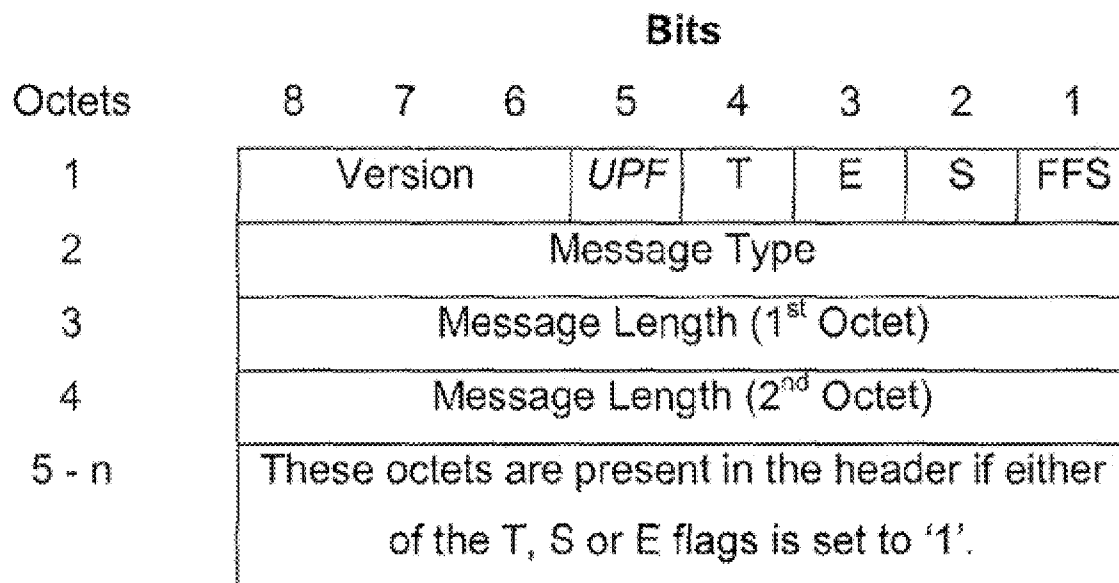 Bits
Octets 8 7 6 5 4 3 2 1
1 Version UPF T E S FFS
2 Message Type
3 Message Length (1st Octet)
4 Message Length (2nd Octet)
5 - n These octets are present in the header if either
of the T, S or E flags is set to ‘1’.